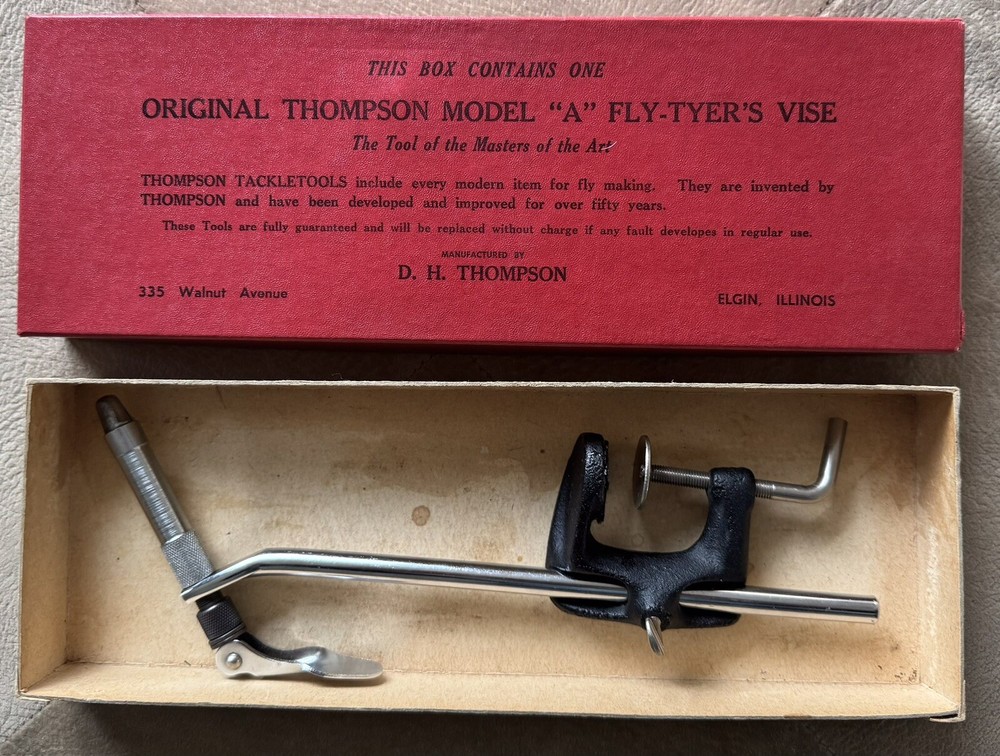 THIS BOX CONTAINS ONE
ORIGINAL THOMPSON MODEL "A" FLY-TYER'S VISE
The Tool of the Masters of the Art
THOMPSON TACKLETOOLS include every modern item for fly making. They are invented by
THOMPSON and have been developed and improved for over fifty years.
These Tools are fully guaranteed and will be replaced without charge if any fault developes in regular use.
MANUFACTURED BY
D. H. THOMPSON
335 Walnut Avenue
ELGIN, ILLINOIS